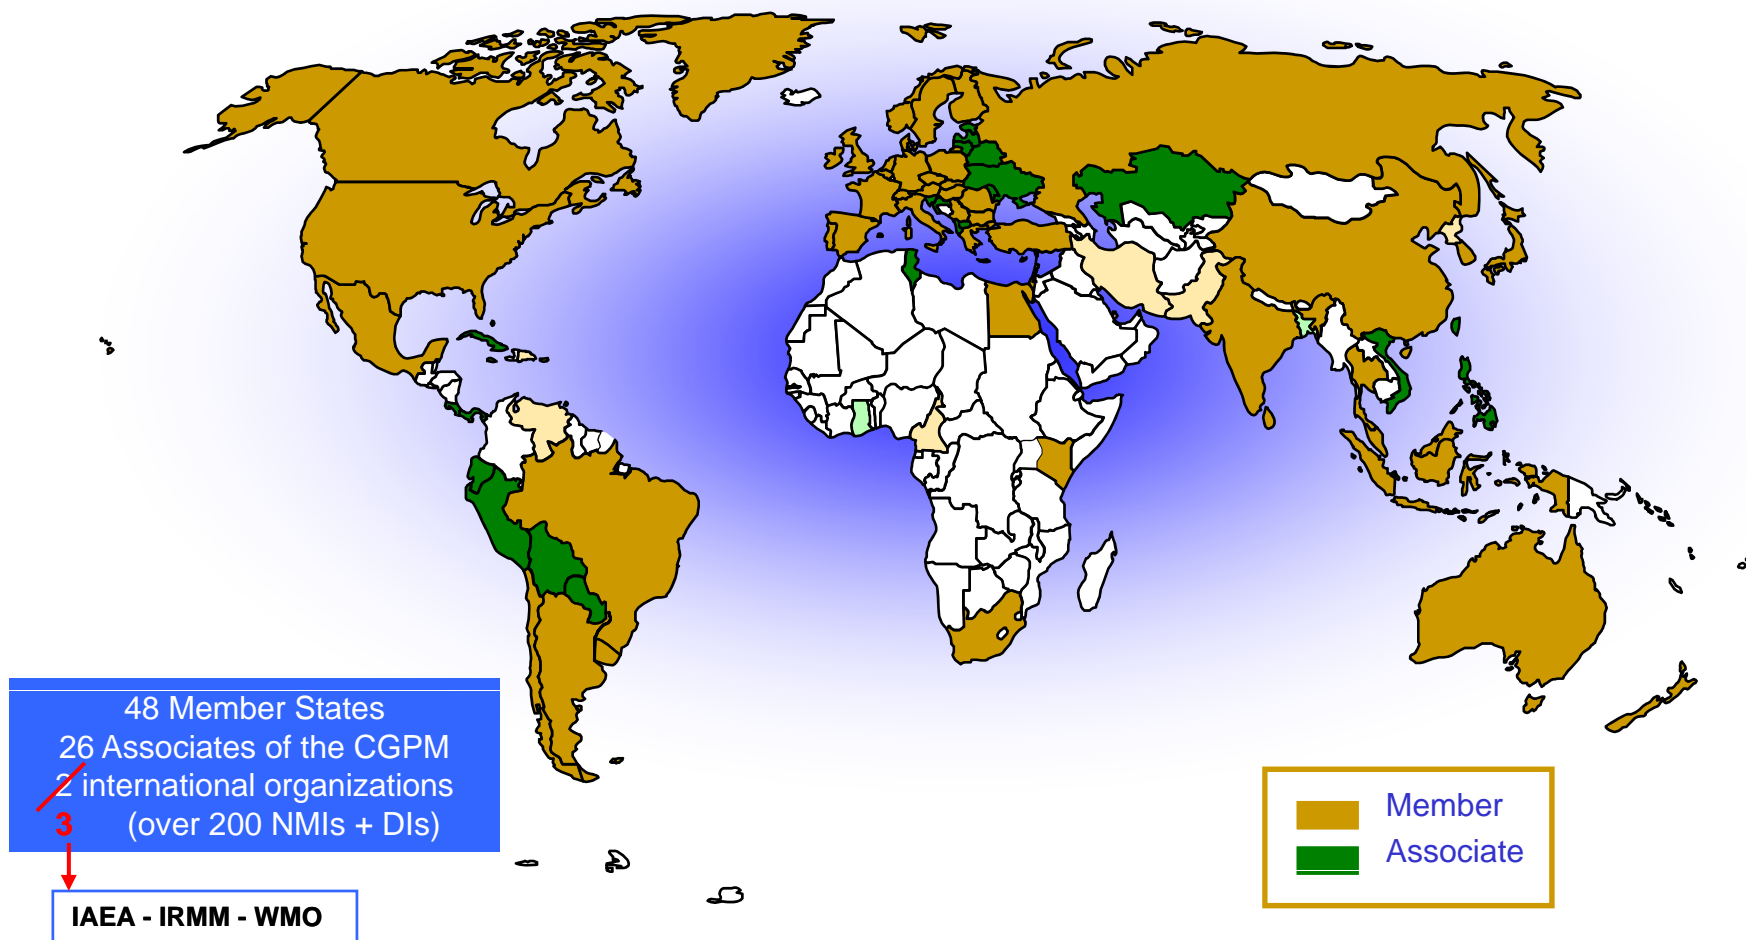 48 Member States
26 Associates of the CGPM
2 international organizations
3 (over 200 NMIs + DIs)
IAEA - IRMM - WMO
Member
Associate